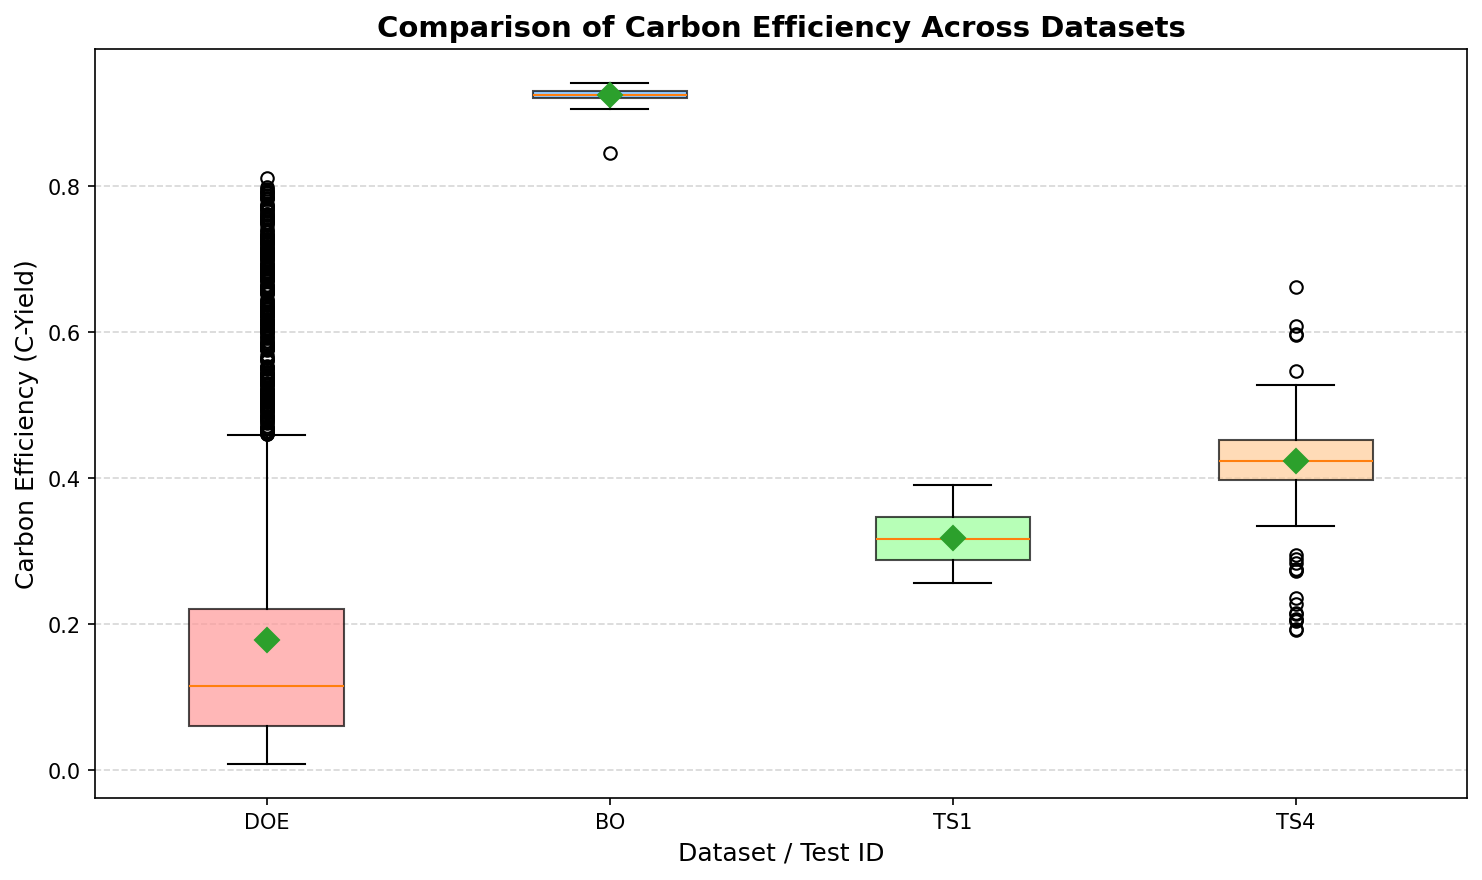 Comparison of Carbon Efficiency Across Datasets
Carbon Efficiency (C-Yield)
0.8
0.6
0.4
0.2
0.0
DOE
BO
TS1
TS4
Dataset / Test ID